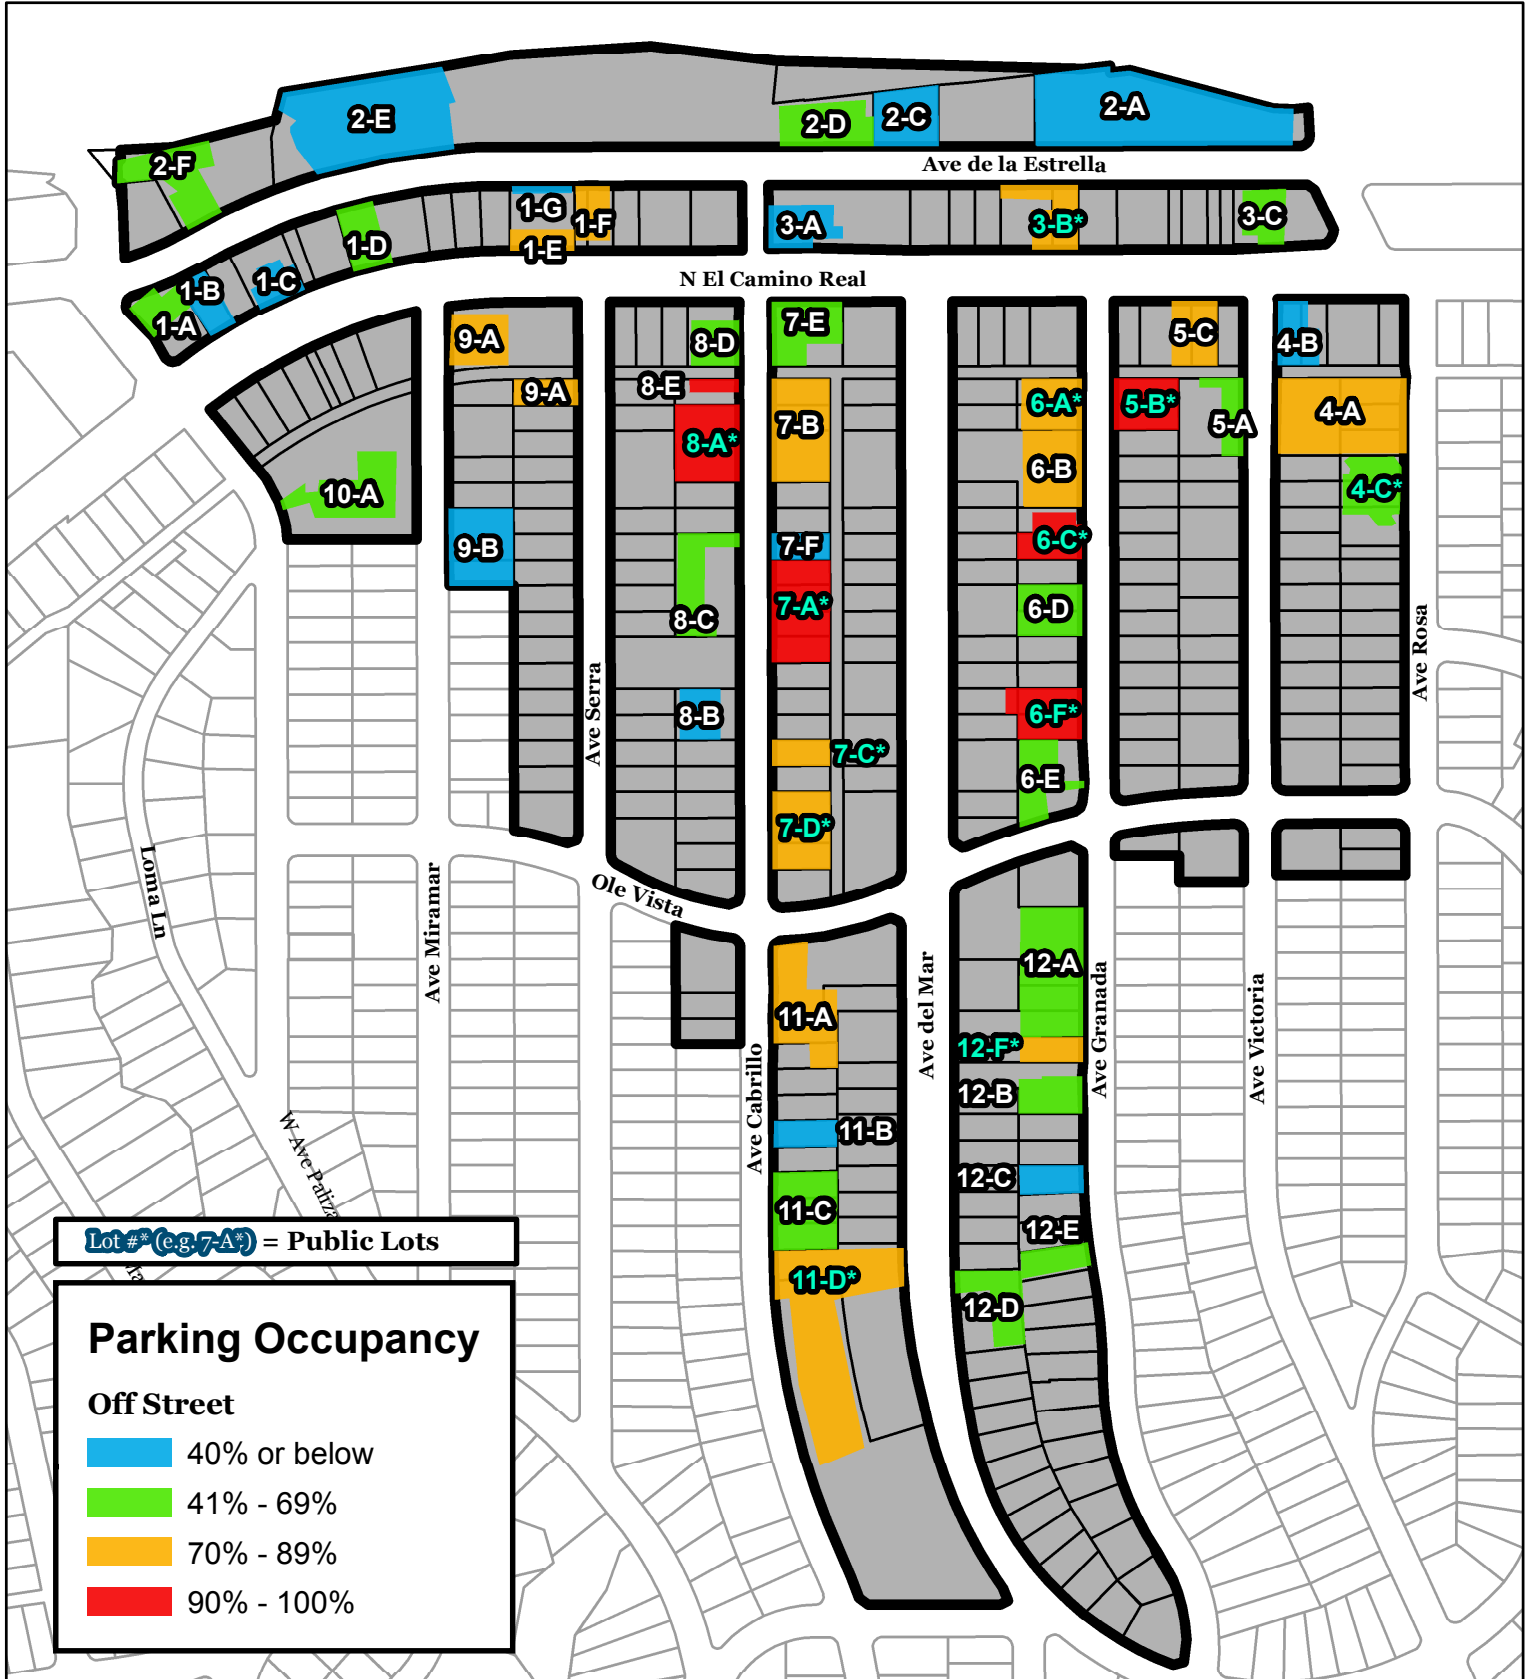 2-E
2-A
2-D
2-C
2-F
Ave de la Estrella
1-G
1-F
1-E
1-D
3-A
3-B*
3-C
N El Camino Real
1-C
1-B
1-A
9-A
8-D
7-E
5-C
4-B
9-A
8-E
6-A*
5-B*
5-A
4-A
7-B
8-A*
6-B
4-C*
10-A
9-B
7-F
6-C*
8-C
7-A*
6-D
Ave Serra
Ave Rosa
8-B
6-F*
7-C*
6-E
7-D*
Loma Ln
Ole Vista
Ave Miramar
12-A
11-A
Ave del Mar
Ave Granada
Ave Victoria
12-F*
12-B
Ave Cabrillo
11-B
12-C
W Ave Paliza
11-C
12-E
11-D*
12-D
Lot #* (e.g. 7-A*) = Public Lots
Parking Occupancy
Off Street
40% or below
41% - 69%
70% - 89%
90% - 100%